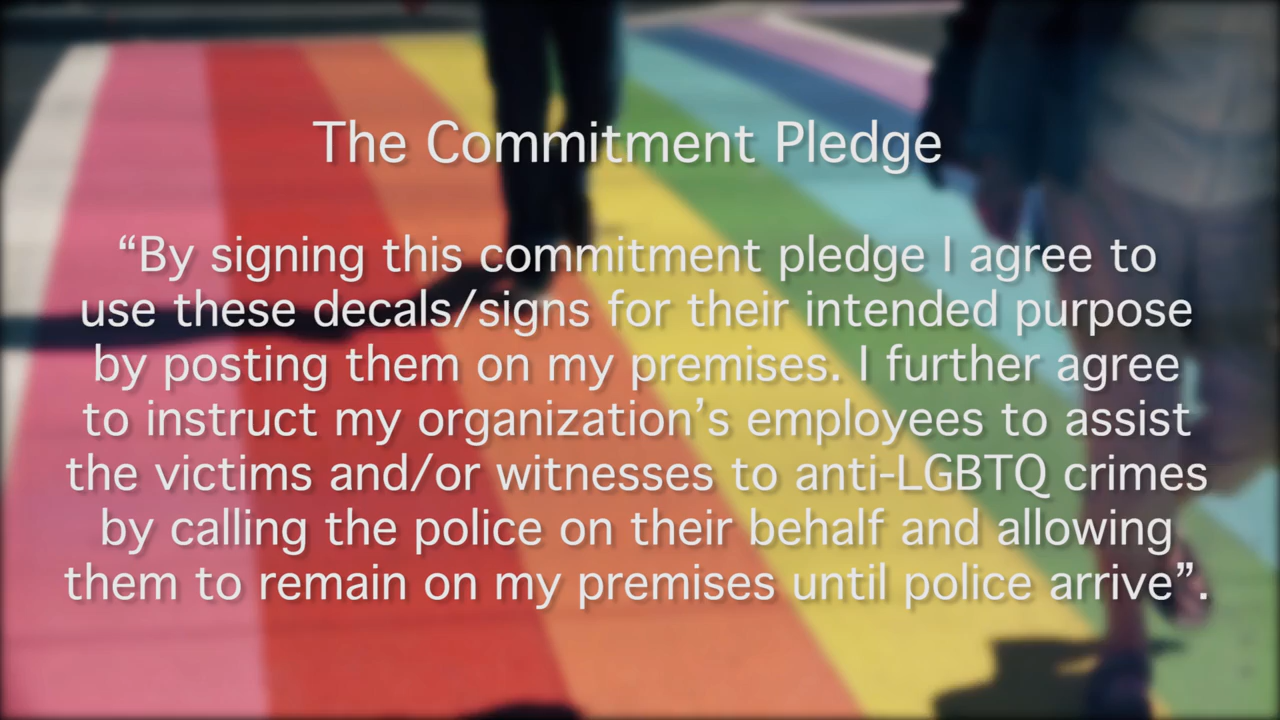 The Commitment Pledge
“By signing this commitment pledge I agree to
use these decals/signs for their intended purpose
by posting them on my premises. I further agree
to instruct my organization’s employees to assist
the victims and/or witnesses to anti-LGBTQ crimes
by calling the police on their behalf and allowing
them to remain on my premises until police arrive”.